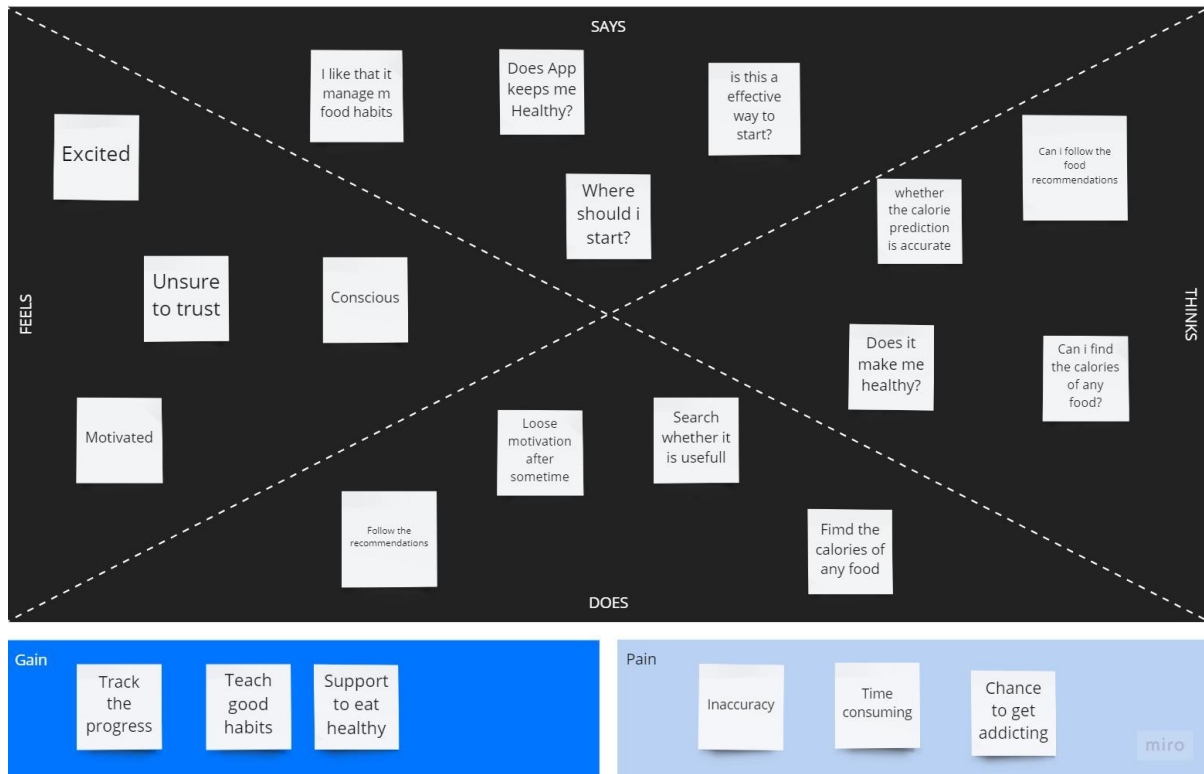 SAYS
I like that it
manage m
food habits
Does App
keeps me
Healthy?
is this a
effective
way to
start?
Where
should i
start?
FEELS
Excited
Unsure
to trust
Conscious
Motivated
THINKS
Can i follow the
food
recommendations
whether
the calorie
prediction
is accurate
Does it
make me
healthy?
Can i find
the calories
of any
food?
Loose
motivation
after
sometime
Search
whether it
is usefull
Follow the
recommendations
Fimd the
calories of
any food
DOES
Gain
Track
the
progress
Teach
good
habits
Support
to eat
healthy
Pain
Inaccuracy
Time
consuming
Chance
to get
addicting
miro